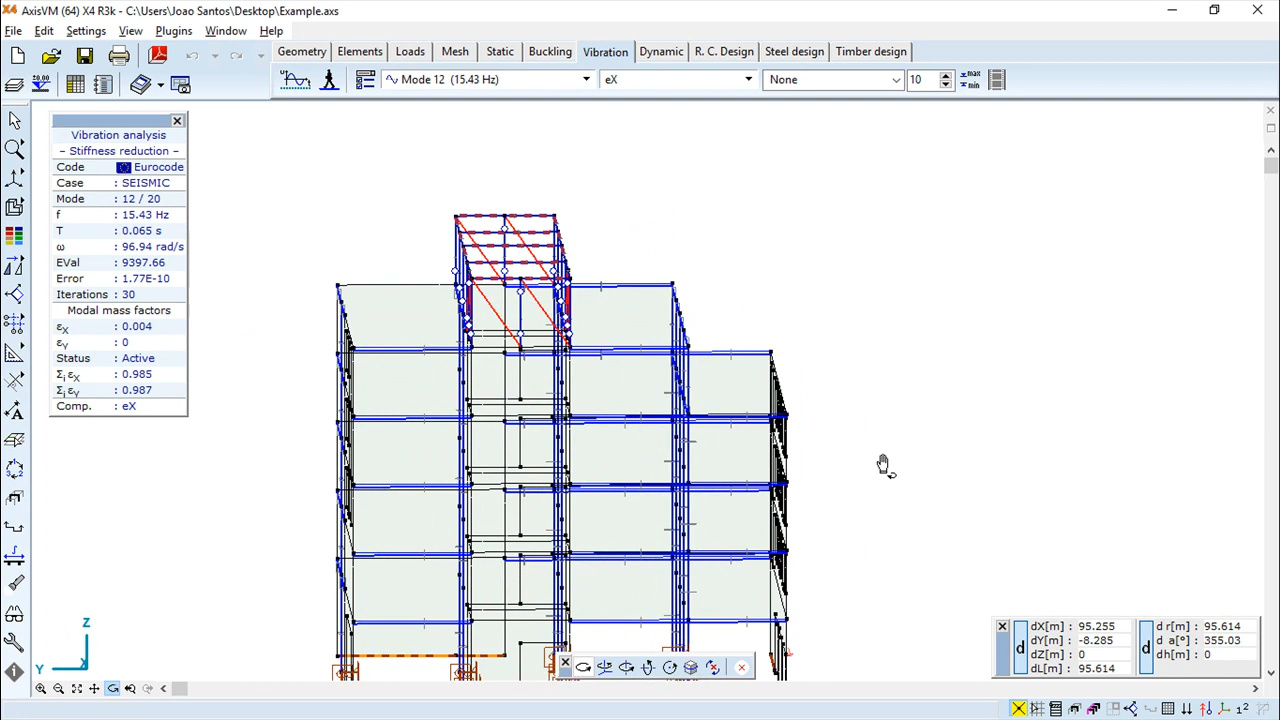 X4 AxisVM (64) X4 R3k - C:\Users\Joao Santos\Desktop\Example.axs
File Edit Settings View Plugins Window Help
Geometry Elements Loads Mesh Static Buckling Vibration Dynamic R. C. Design Steel design Timber design
Mode 12 (15.43 Hz) eX None 10 max min
Vibration analysis
- Stiffness reduction -
Code : Eurocode
Case : SEISMIC
Mode : 12 / 20
f : 15.43 Hz
T : 0.065 s
ω : 96.94 rad/s
EVal : 9397.66
Error : 1.77E-10
Iterations : 30
Modal mass factors
εX : 0.004
εY : 0
Status : Active
ΣiεX : 0.985
ΣiεY : 0.987
Comp. : eX
Z
Y X
d
dX[m] : 95.255
dY[m] : -8.285
dZ[m] : 0
dL[m] : 95.614
d
d r[m] : 95.614
d a[°] : 355.03
dh[m] : 0